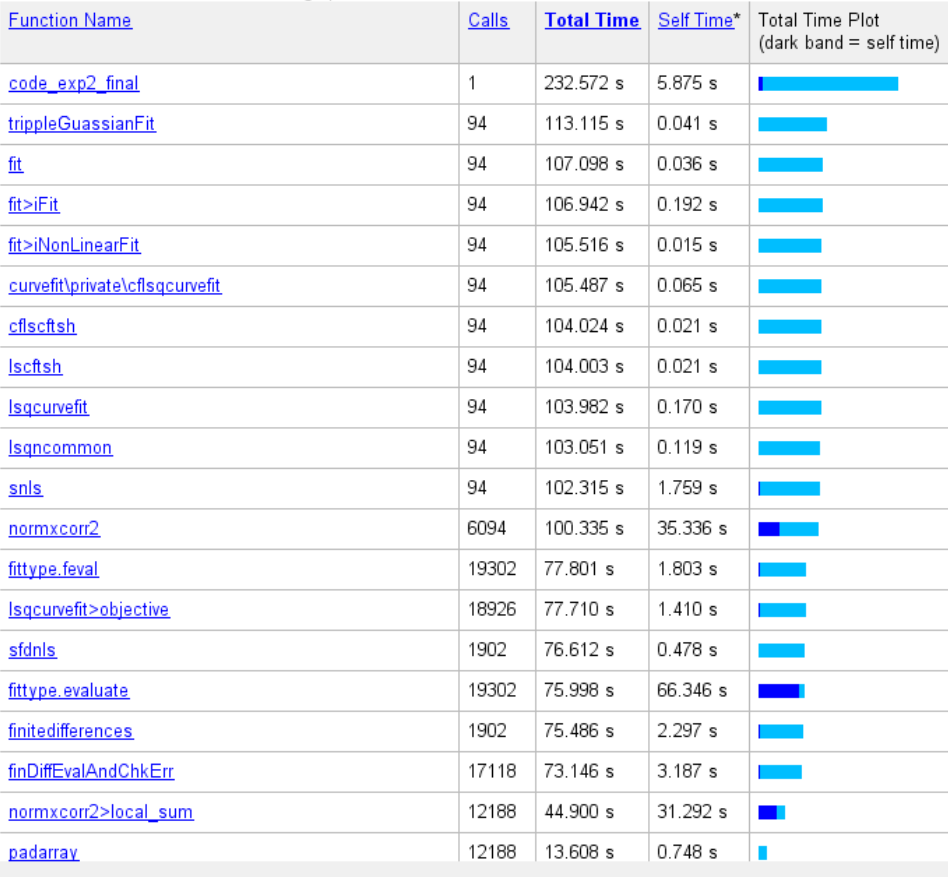 Function Name Calls Total Time Self Time* Total Time Plot
(dark band = self time)
code_exp2_final 1 232.572 s 5.875 s
trippleGuassianFit 94 113.115 s 0.041 s
fit 94 107.098 s 0.036 s
fit>iFit 94 106.942 s 0.192 s
fit>iNonLinearFit 94 105.516 s 0.015 s
curvefit\private\cflsqcurvefit 94 105.487 s 0.065 s
cflscftsh 94 104.024 s 0.021 s
lscftsh 94 104.003 s 0.021 s
lsqcurvefit 94 103.982 s 0.170 s
lsqncommon 94 103.051 s 0.119 s
snls 94 102.315 s 1.759 s
normxcorr2 6094 100.335 s 35.336 s
fittype.feval 19302 77.801 s 1.803 s
lsqcurvefit>objective 18926 77.710 s 1.410 s
sfdnls 1902 76.612 s 0.478 s
fittype.evaluate 19302 75.998 s 66.346 s
finitedifferences 1902 75.486 s 2.297 s
finDiffEvalAndChkErr 17118 73.146 s 3.187 s
normxcorr2>local_sum 12188 44.900 s 31.292 s
padarray 12188 13.608 s 0.748 s